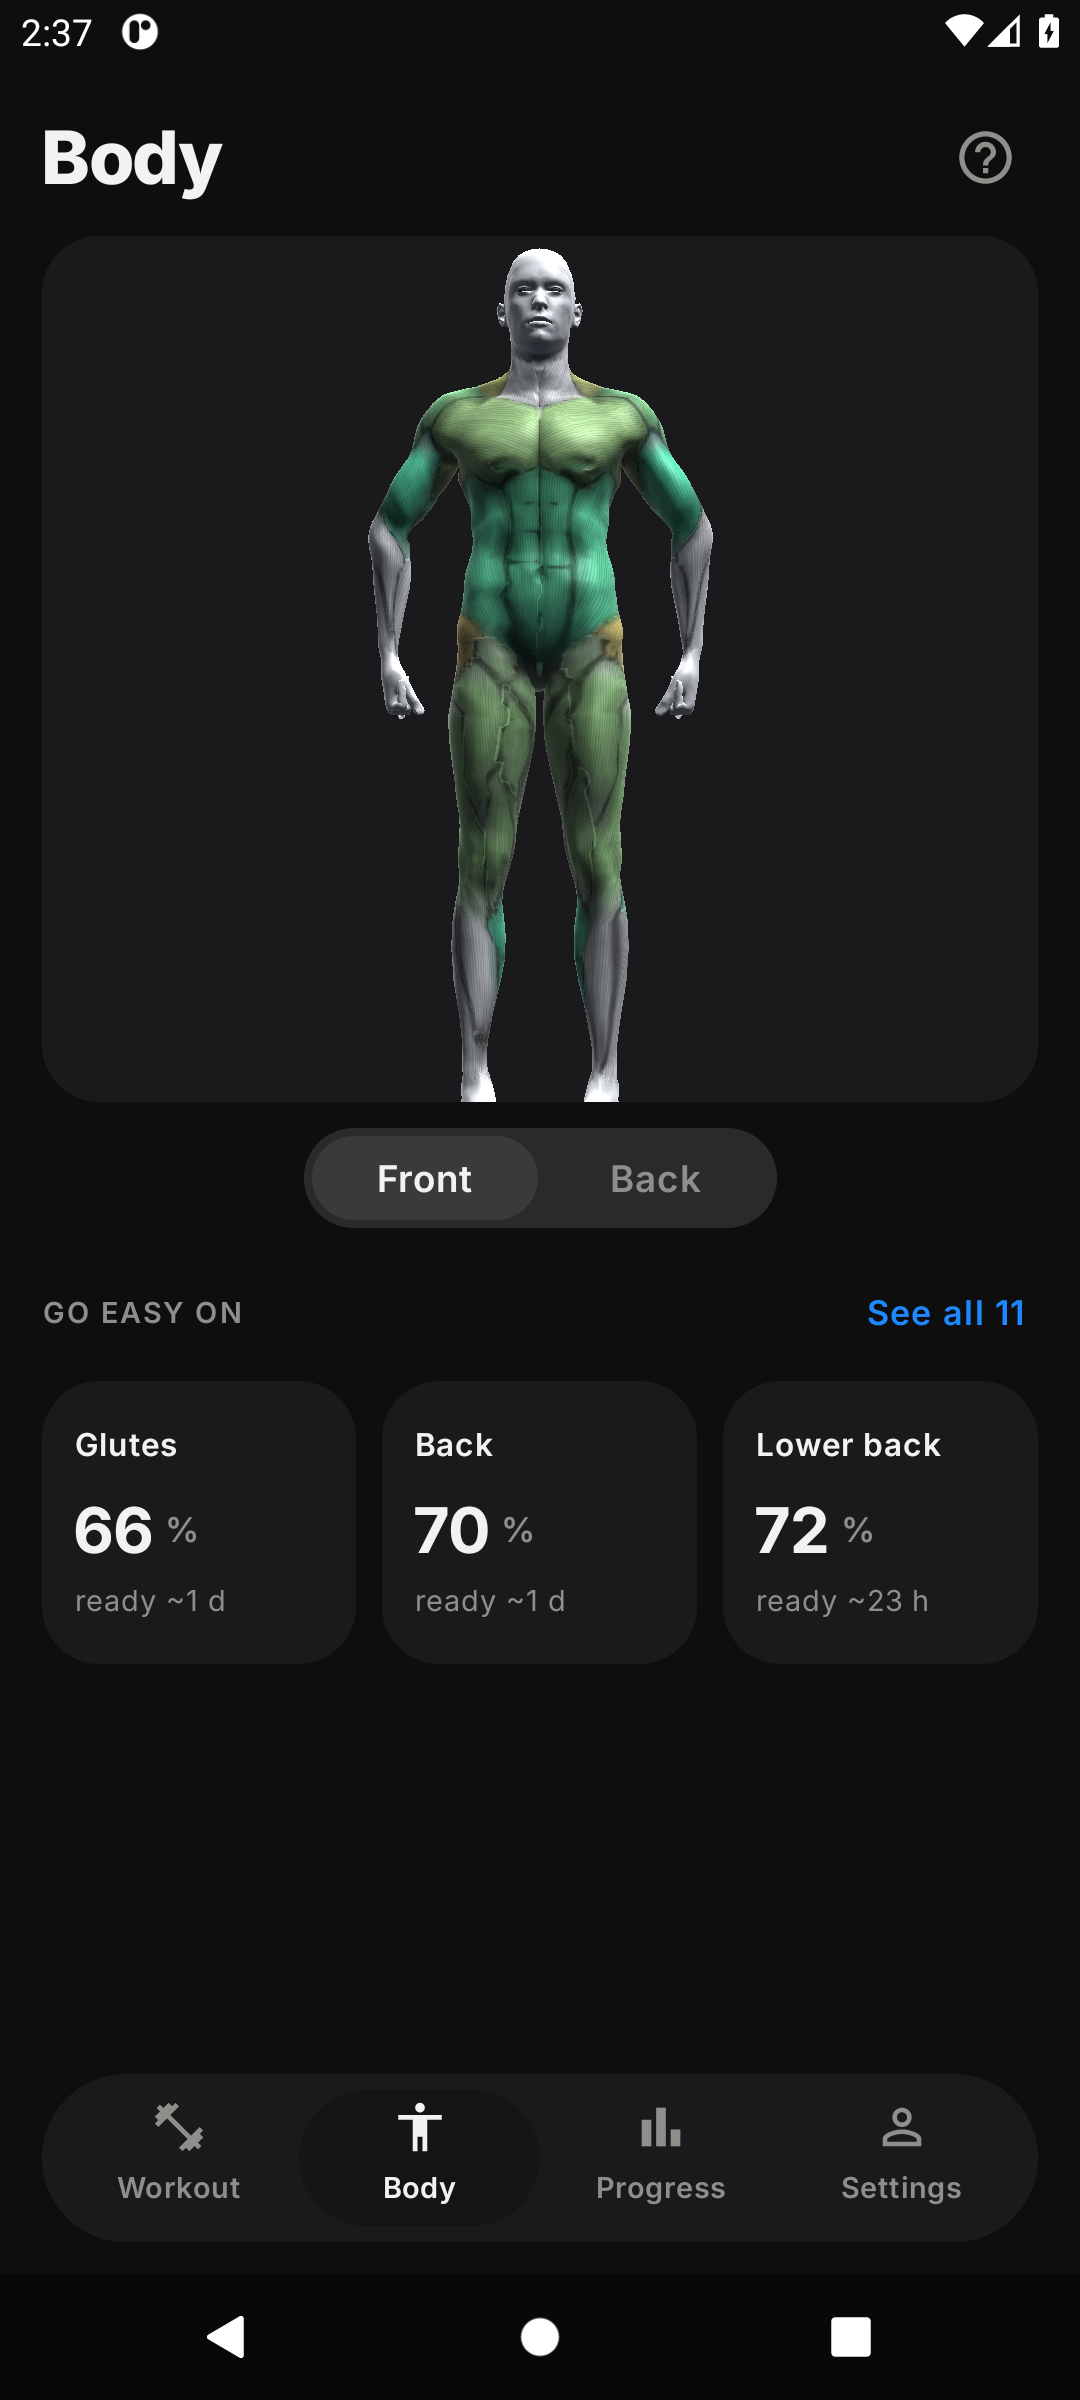 2:37
Body
Front Back
GO EASY ON See all 11
Glutes Back Lower back
66 % 70 % 72 %
ready ~1 d ready ~1 d ready ~23 h
Workout Body Progress Settings